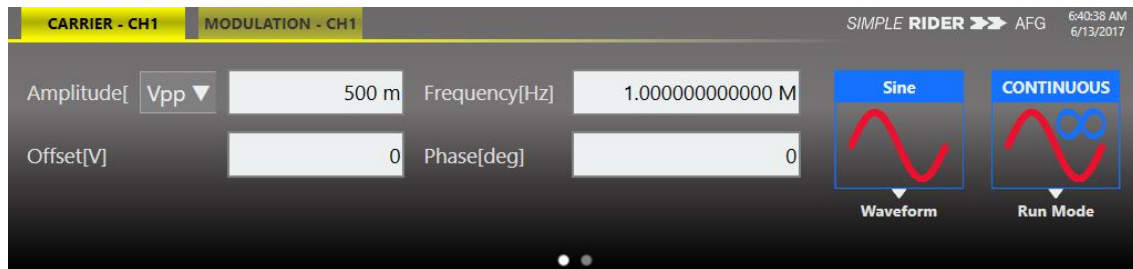 CARRIER - CH1 MODULATION - CH1 SIMPLE RIDER AFG 6:40:38 AM
6/13/2017
Amplitude[ Vpp 500 m Frequency[Hz] 1.000000000000 M Sine CONTINUOUS
Offset[V] 0 Phase[deg] 0
Waveform Run Mode